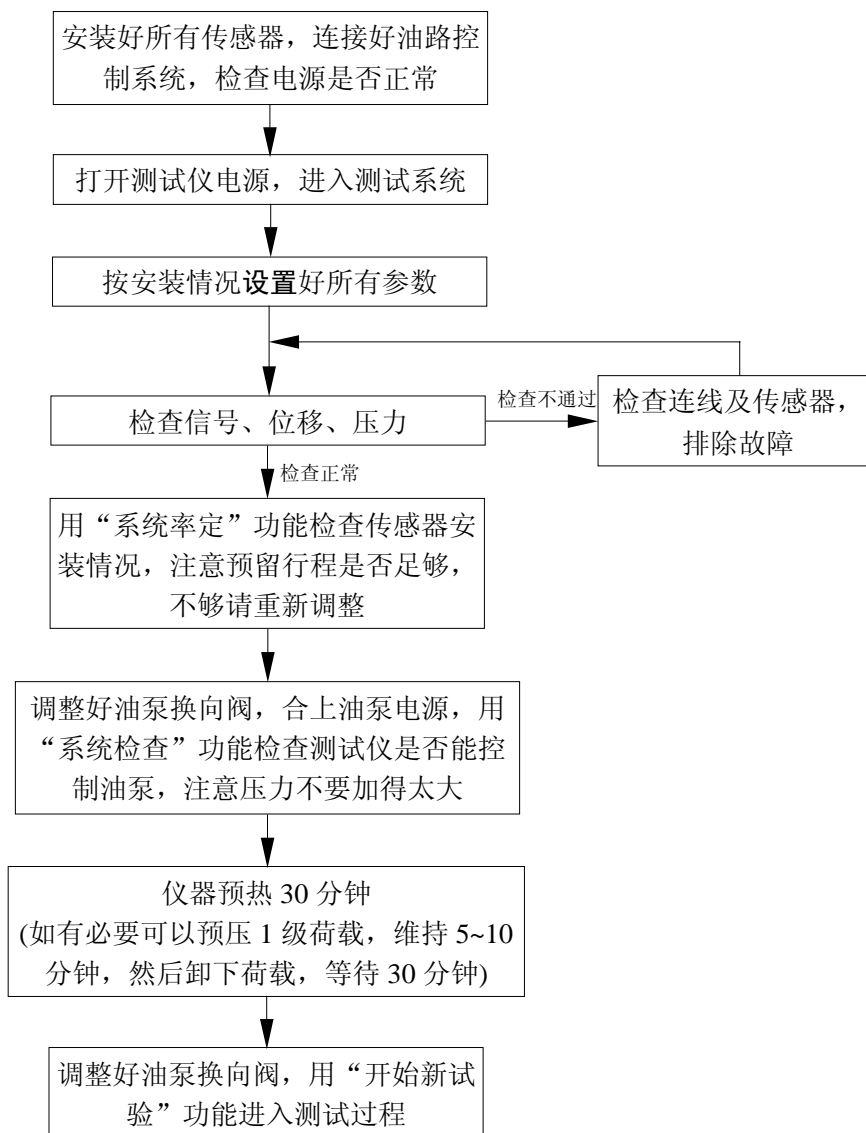 安装好所有传感器，连接好油路控
制系统，检查电源是否正常
打开测试仪电源，进入测试系统
按安装情况设置好所有参数
检查信号、位移、压力
检查不通过
检查连线及传感器，
排除故障
检查正常
用“系统率定”功能检查传感器安
装情况，注意预留行程是否足够，
不够请重新调整
调整好油泵换向阀，合上油泵电源，用
“系统检查”功能检查测试仪是否能控
制油泵，注意压力不要加得太大
仪器预热 30 分钟
(如有必要可以预压 1 级荷载，维持 5~10
分钟，然后卸下荷载，等待 30 分钟)
调整好油泵换向阀，用“开始新试
验”功能进入测试过程